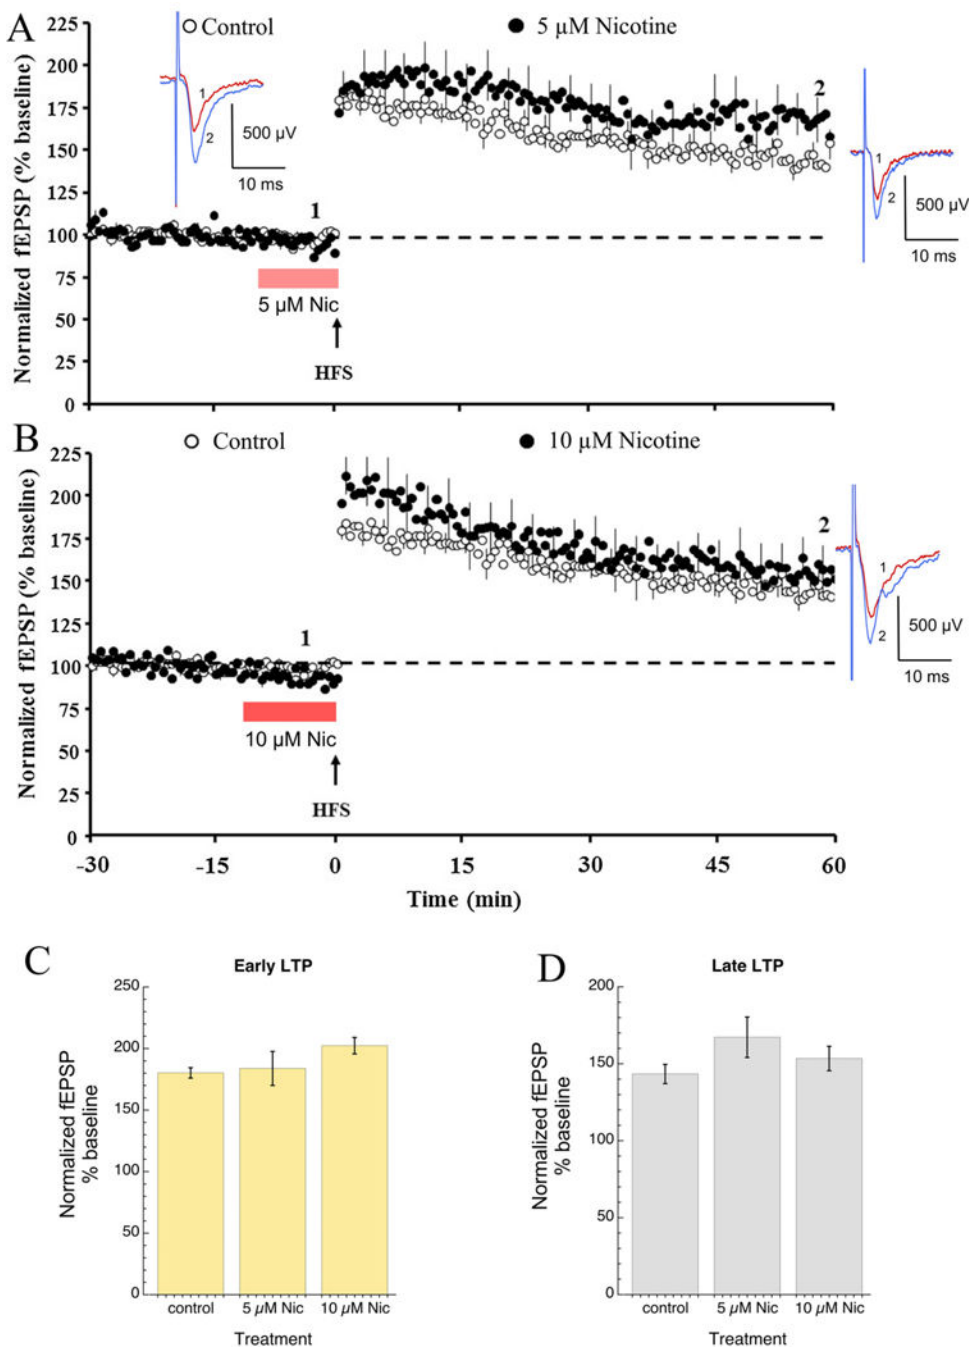 A
Control
5 µM Nicotine
Normalized fEPSP (% baseline)
225
200
175
150
125
100
75
50
25
0
1
2
500 µV
10 ms
1
2
1
2
500 µV
10 ms
5 µM Nic
HFS
B
Control
10 µM Nicotine
Normalized fEPSP (% baseline)
225
200
175
150
125
100
75
50
25
0
1
2
1
2
500 µV
10 ms
10 µM Nic
HFS
-30
-15
0
15
30
45
60
Time (min)
C
Early LTP
Normalized fEPSP
% baseline
250
200
150
100
50
0
control
5 µM Nic
10 µM Nic
Treatment
D
Late LTP
Normalized fEPSP
% baseline
200
150
100
50
0
control
5 µM Nic
10 µM Nic
Treatment